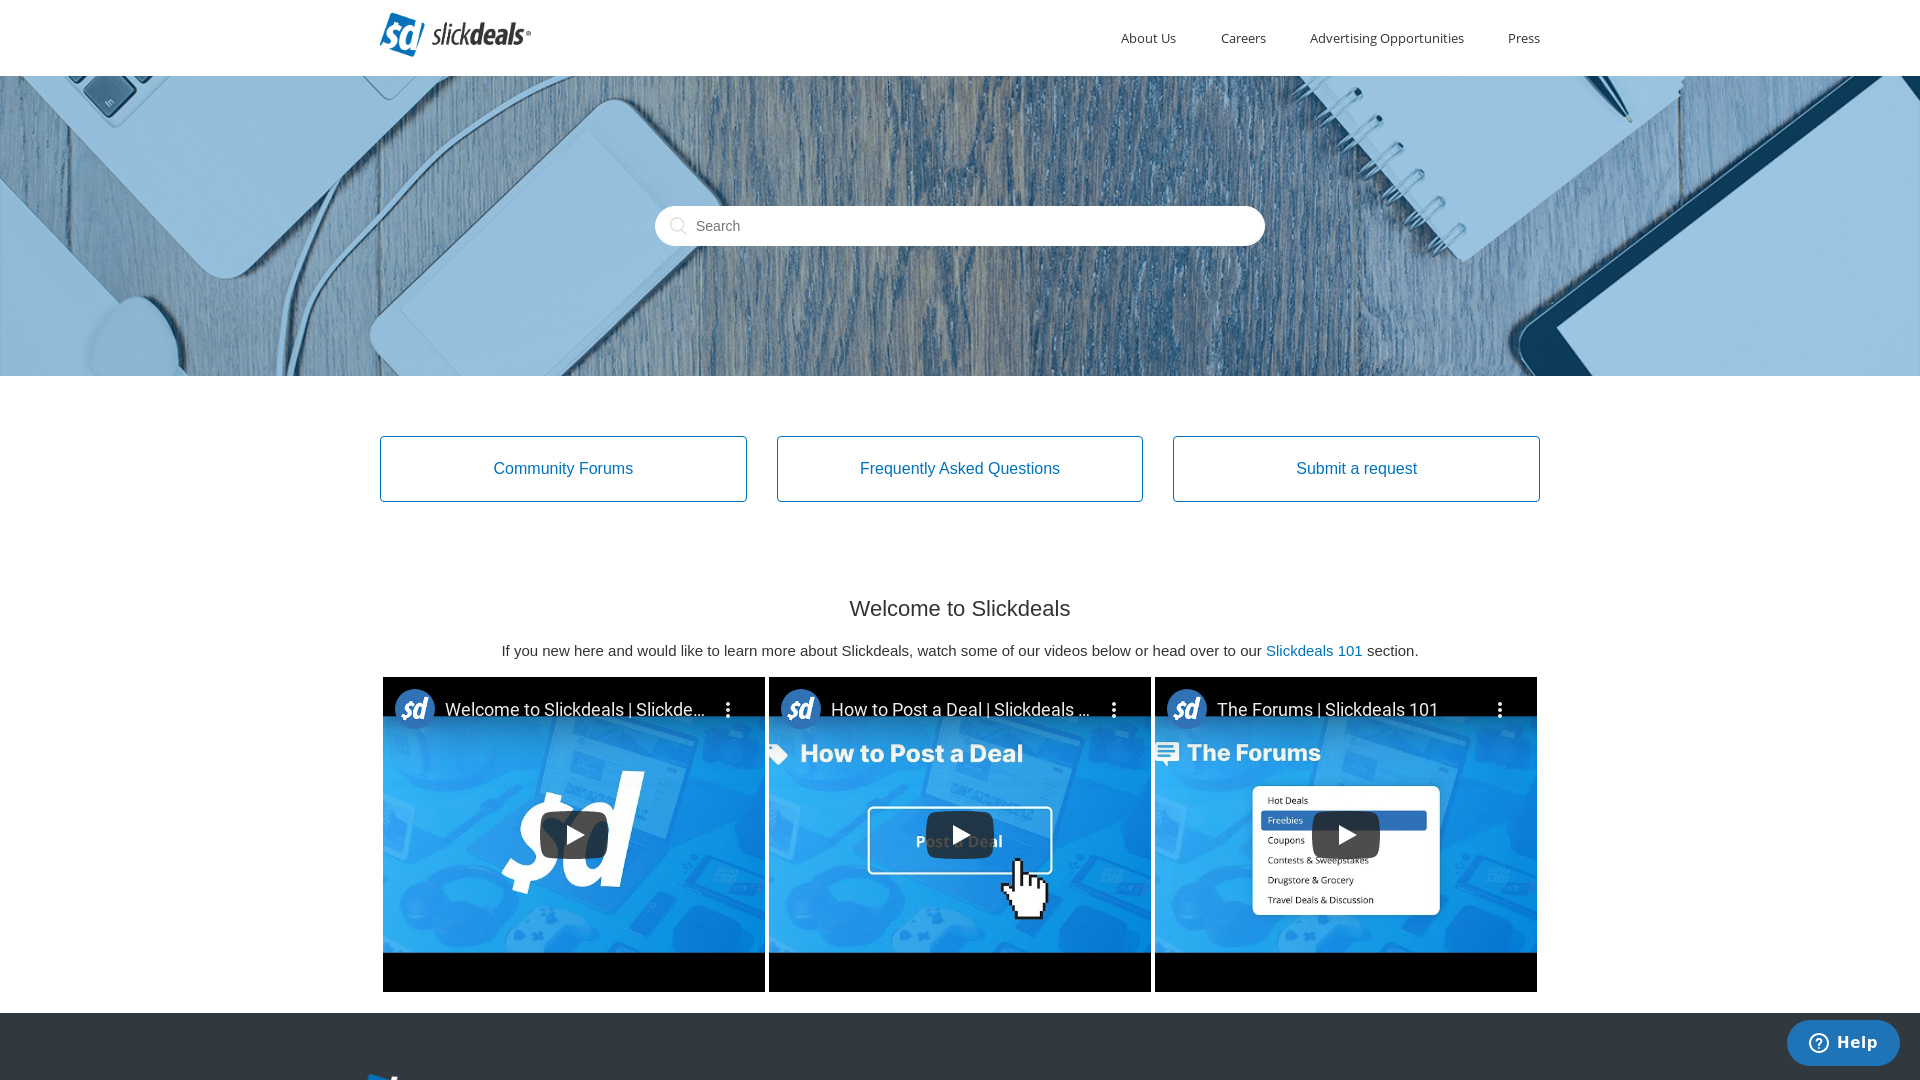 $d slickdeals®
About Us
Careers
Advertising Opportunities
Press
fn
Search
Community Forums
Frequently Asked Questions
Submit a request
Welcome to Slickdeals
If you new here and would like to learn more about Slickdeals, watch some of our videos below or head over to our Slickdeals 101 section.
$d Welcome to Slickdeals | Slickde...
$d
$d How to Post a Deal | Slickdeals ...
How to Post a Deal
Post a Deal
$d The Forums | Slickdeals 101
The Forums
Hot Deals
Freebies
Coupons
Contests & Sweepstakes
Drugstore & Grocery
Travel Deals & Discussion
Help